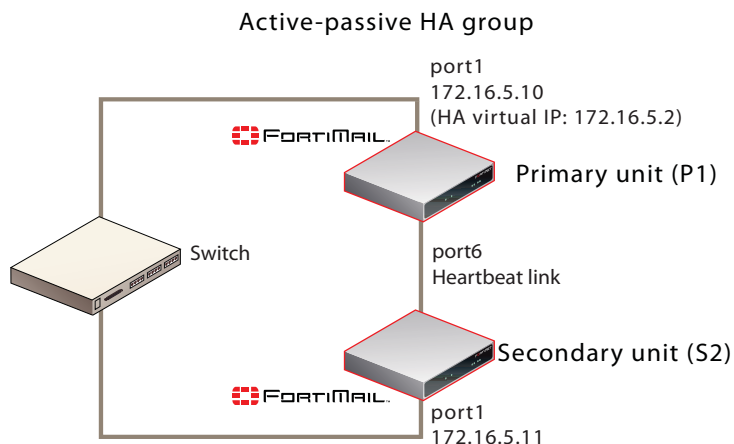 Active-passive HA group
port1
172.16.5.10
(HA virtual IP: 172.16.5.2)
FORTIMAIL
Primary unit (P1)
Switch
port6
Heartbeat link
Secondary unit (S2)
FORTIMAIL
port1
172.16.5.11